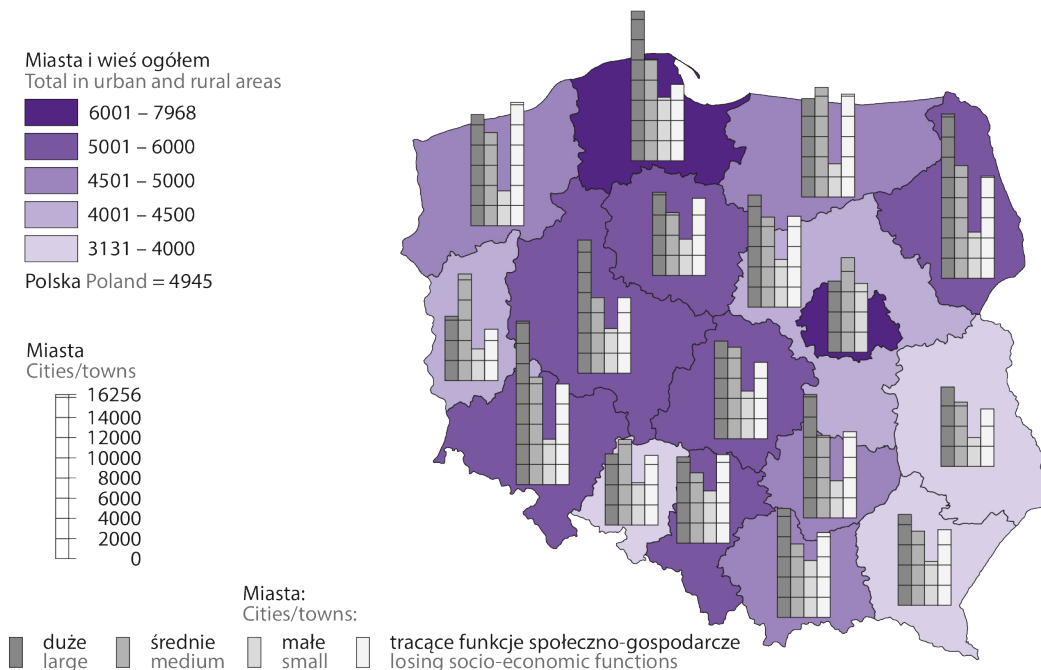 Miasta i wieś ogółem
Total in urban and rural areas
6001 – 7968
5001 – 6000
4501 – 5000
4001 – 4500
3131 – 4000
Polska Poland = 4945
Miasta
Cities/towns
16256
14000
12000
10000
8000
6000
4000
2000
0
Miasta:
Cities/towns:
duże
large
średnie
medium
małe
small
tracące funkcje społeczno-gospodarcze
losing socio-economic functions